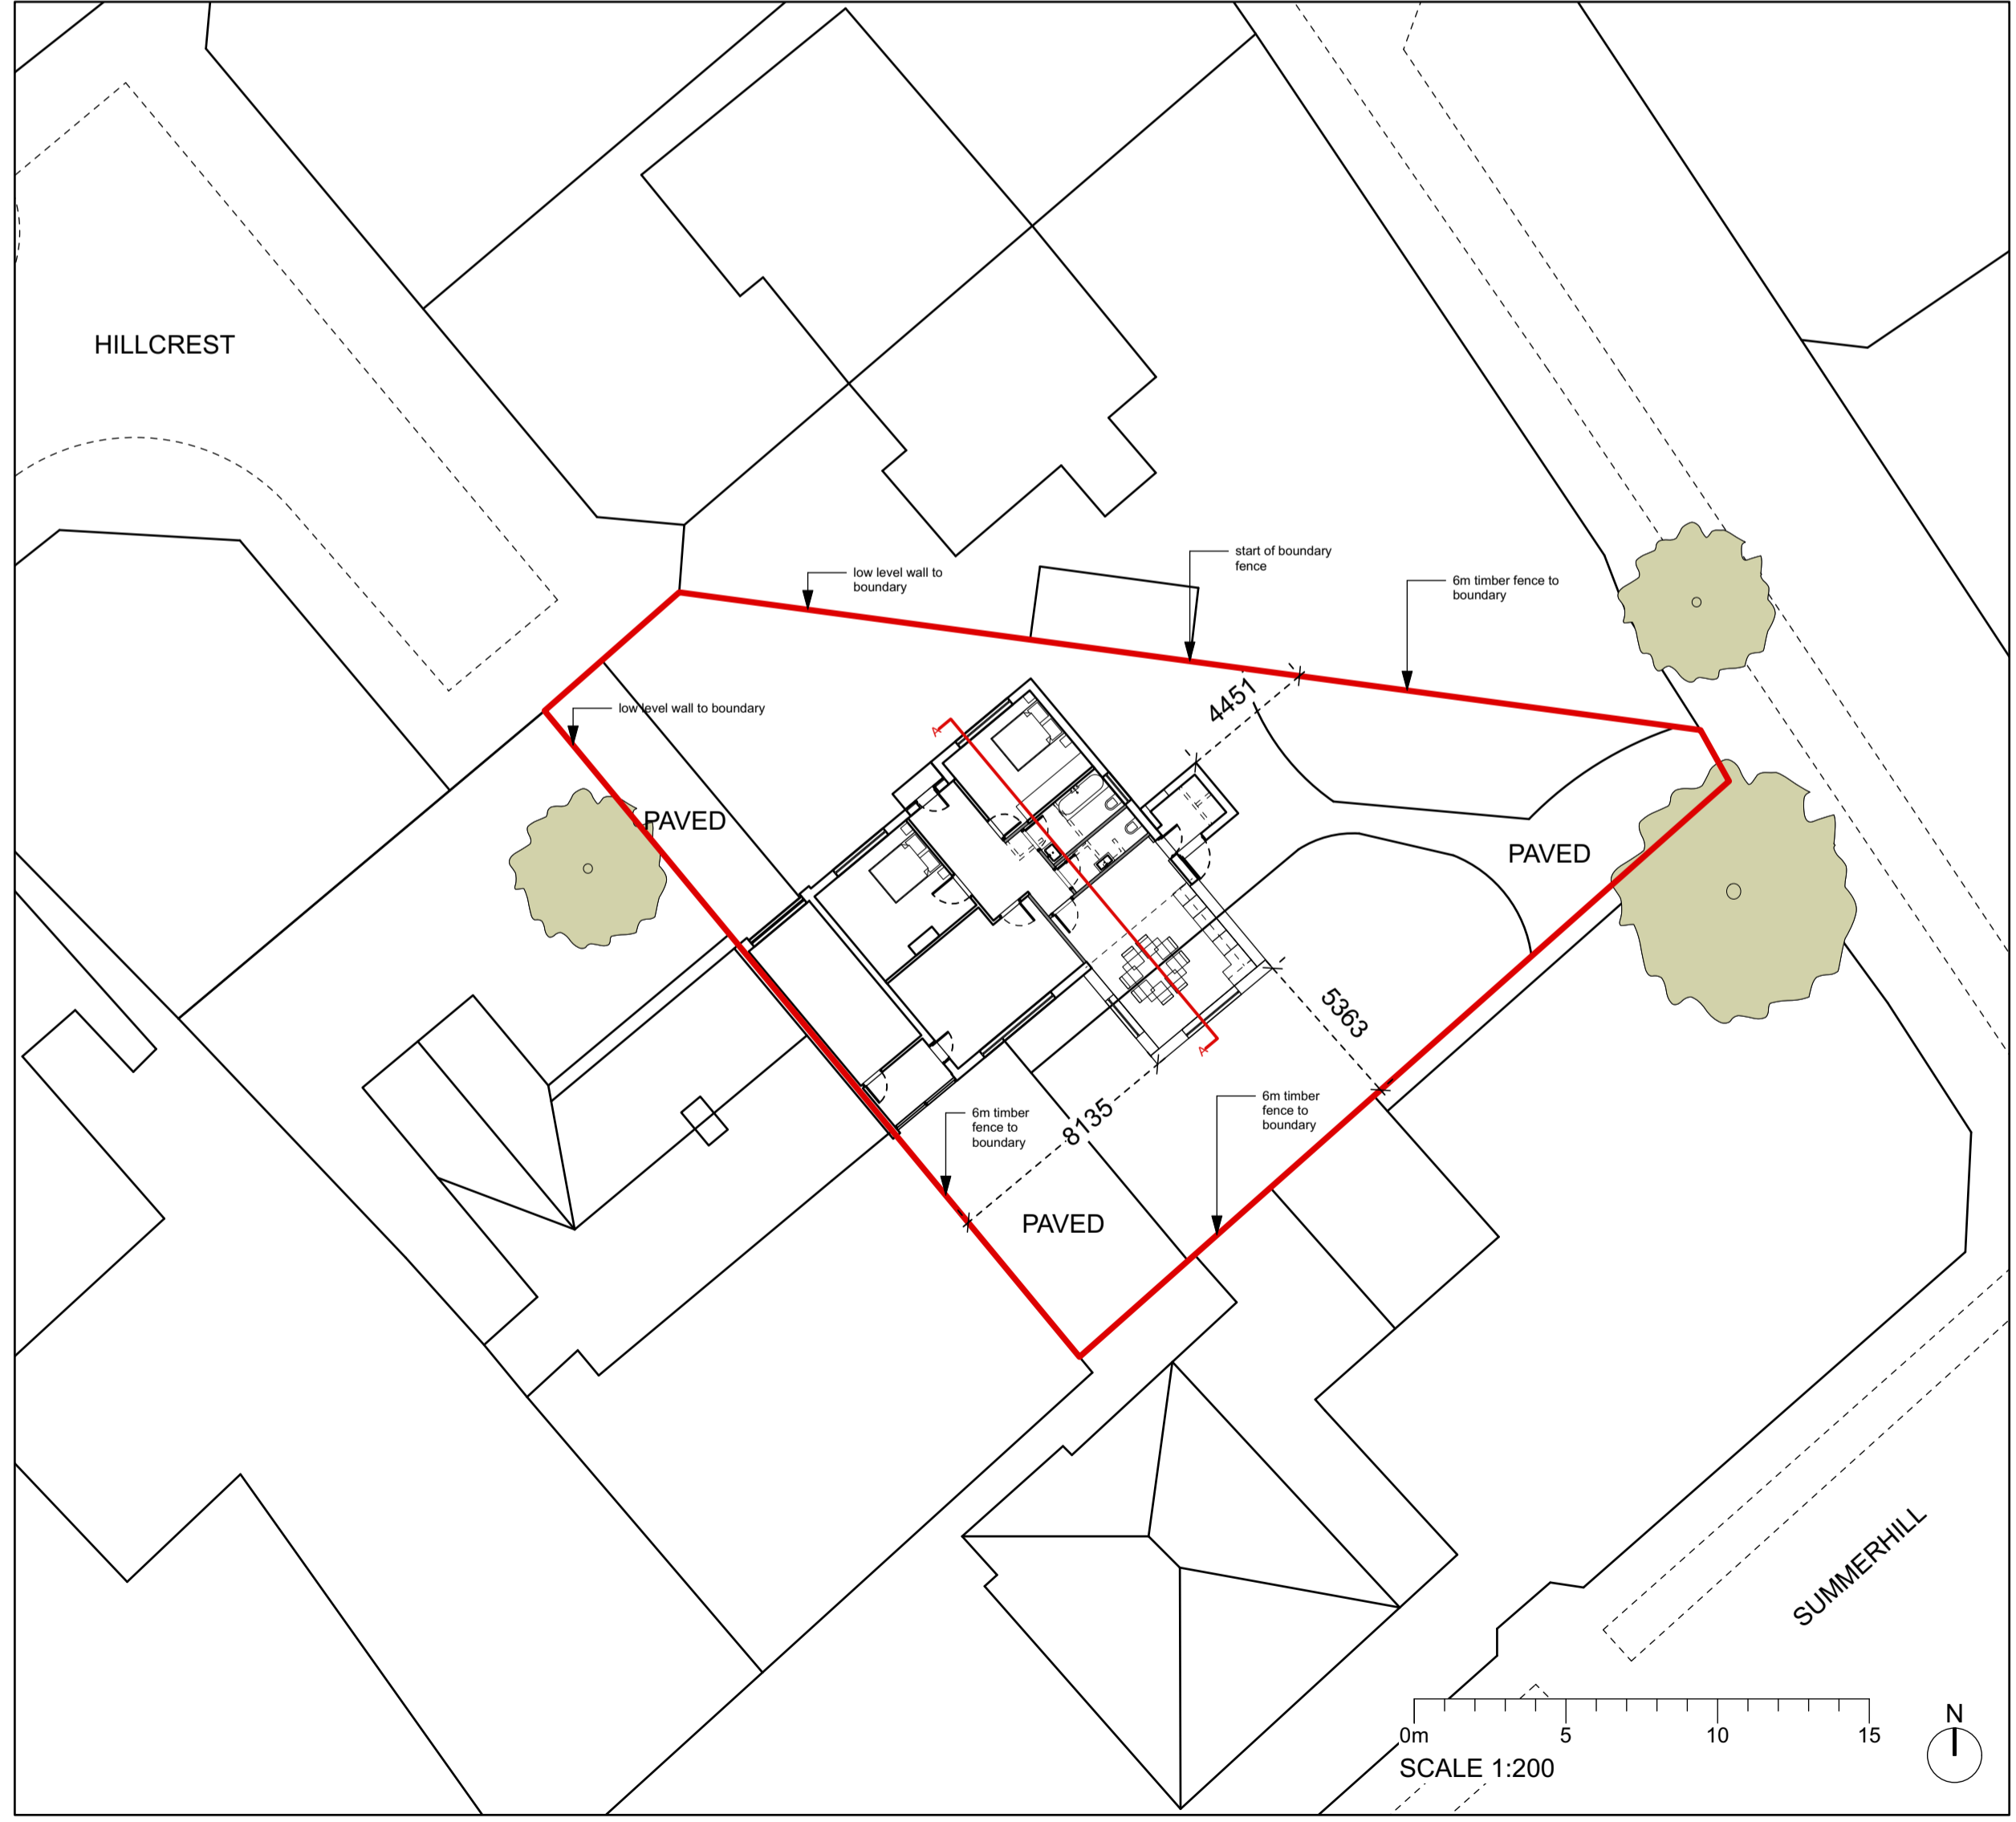 HILLCREST
start of boundary
fence
low level wall to
boundary
6m timber fence to
boundary
4451
low level wall to boundary
A
PAVED
PAVED
5363
A
6m timber
fence to
boundary
8135
6m timber
fence to
boundary
PAVED
SUMMERHILL
N
0m 5 10 15
SCALE 1:200